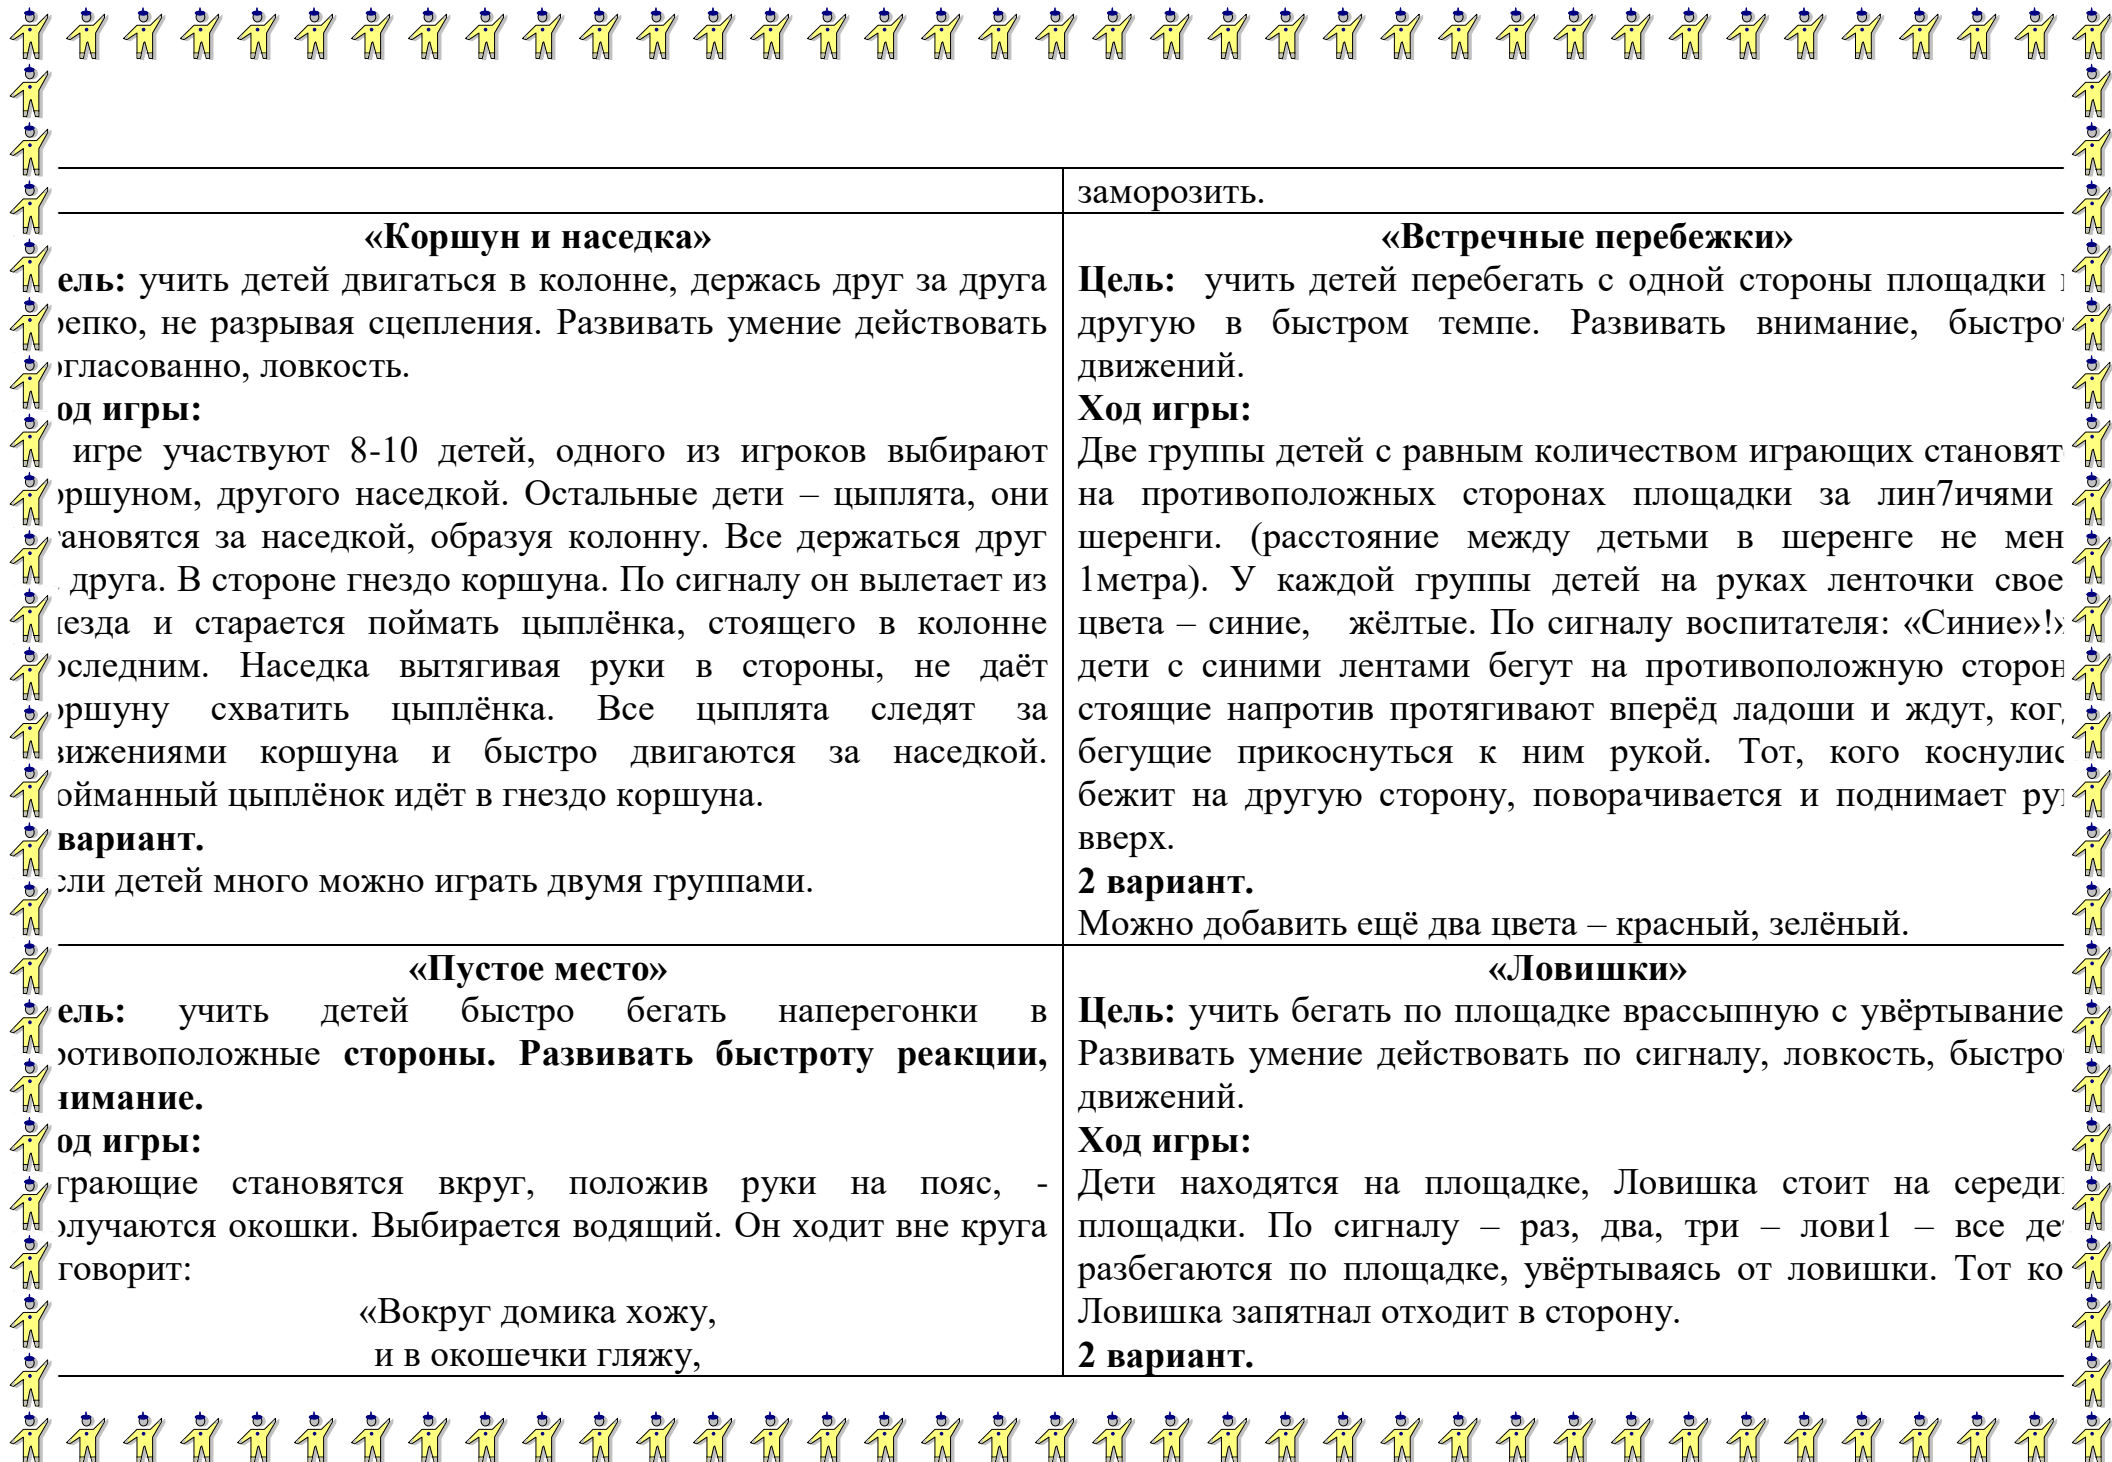 заморозить.
«Коршун и наседка»
ель: учить детей двигаться в колонне, держась друг за друга
репко, не разрывая сцепления. Развивать умение действовать
огласованно, ловкость.
од игры:
игре участвуют 8-10 детей, одного из игроков выбирают
оршуном, другого наседкой. Остальные дети – цыплята, они
тановятся за наседкой, образуя колонну. Все держаться друг
друга. В стороне гнездо коршуна. По сигналу он вылетает из
незда и старается поймать цыплёнка, стоящего в колонне
оследним. Наседка вытягивая руки в стороны, не даёт
оршуну схватить цыплёнка. Все цыплята следят за
вижениями коршуна и быстро двигаются за наседкой.
ойманный цыплёнок идёт в гнездо коршуна.
вариант.
сли детей много можно играть двумя группами.
«Встречные перебежки»
Цель: учить детей перебегать с одной стороны площадки
другую в быстром темпе. Развивать внимание, быстрот
движений.
Ход игры:
Две группы детей с равным количеством играющих становят
на противоположных сторонах площадки за лин7ичями
шеренги. (расстояние между детьми в шеренге не мен
1метра). У каждой группы детей на руках ленточки свое
цвета – синие, жёлтые. По сигналу воспитателя: «Синие»!»
дети с синими лентами бегут на противоположную сторон
стоящие напротив протягивают вперёд ладоши и ждут, ког
бегущие прикоснуться к ним рукой. Тот, кого коснулис
бежит на другую сторону, поворачивается и поднимает ру
вверх.
2 вариант.
Можно добавить ещё два цвета – красный, зелёный.
«Пустое место»
ель: учить детей быстро бегать наперегонки в
ротивоположные стороны. Развивать быстроту реакции,
нимание.
од игры:
грающие становятся вкруг, положив руки на пояс, -
олучаются окошки. Выбирается водящий. Он ходит вне круга
говорит:
«Вокруг домика хожу,
и в окошечки гляжу,
«Ловишки»
Цель: учить бегать по площадке врассыпную с увёртывание
Развивать умение действовать по сигналу, ловкость, быстрот
движений.
Ход игры:
Дети находятся на площадке, Ловишка стоит на середин
площадки. По сигналу – раз, два, три – лови1 – все дет
разбегаются по площадке, увёртываясь от ловишки. Тот ко
Ловишка запятнал отходит в сторону.
2 вариант.